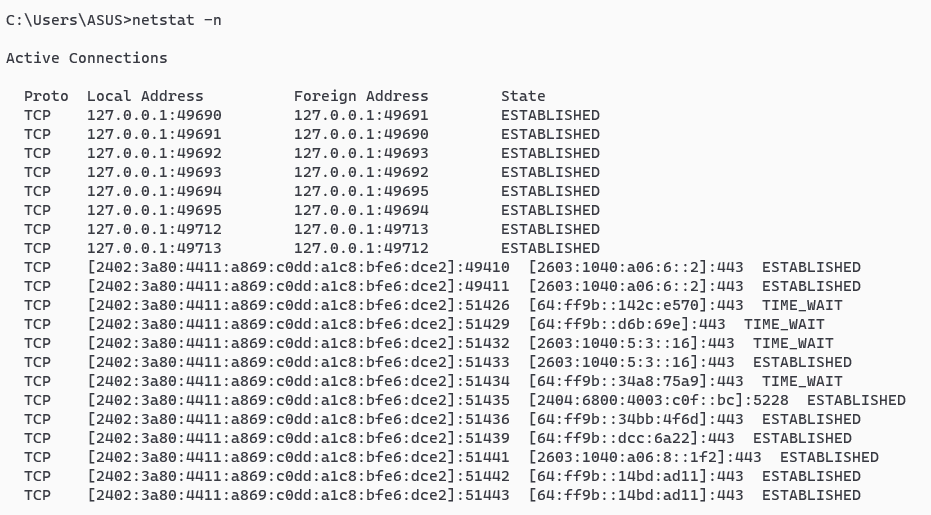 C:\Users\ASUS>netstat -n
Active Connections
Proto  Local Address          Foreign Address        State
TCP    127.0.0.1:49690        127.0.0.1:49691        ESTABLISHED
TCP    127.0.0.1:49691        127.0.0.1:49690        ESTABLISHED
TCP    127.0.0.1:49692        127.0.0.1:49693        ESTABLISHED
TCP    127.0.0.1:49693        127.0.0.1:49692        ESTABLISHED
TCP    127.0.0.1:49694        127.0.0.1:49695        ESTABLISHED
TCP    127.0.0.1:49695        127.0.0.1:49694        ESTABLISHED
TCP    127.0.0.1:49712        127.0.0.1:49713        ESTABLISHED
TCP    127.0.0.1:49713        127.0.0.1:49712        ESTABLISHED
TCP    [2402:3a80:4411:a869:c0dd:a1c8:bfe6:dce2]:49410  [2603:1040:a06:6::2]:443  ESTABLISHED
TCP    [2402:3a80:4411:a869:c0dd:a1c8:bfe6:dce2]:49411  [2603:1040:a06:6::2]:443  ESTABLISHED
TCP    [2402:3a80:4411:a869:c0dd:a1c8:bfe6:dce2]:51426  [64:ff9b::142c:e570]:443  TIME_WAIT
TCP    [2402:3a80:4411:a869:c0dd:a1c8:bfe6:dce2]:51429  [64:ff9b::d6b:69e]:443  TIME_WAIT
TCP    [2402:3a80:4411:a869:c0dd:a1c8:bfe6:dce2]:51432  [2603:1040:5:3::16]:443  TIME_WAIT
TCP    [2402:3a80:4411:a869:c0dd:a1c8:bfe6:dce2]:51433  [2603:1040:5:3::16]:443  ESTABLISHED
TCP    [2402:3a80:4411:a869:c0dd:a1c8:bfe6:dce2]:51434  [64:ff9b::34a8:75a9]:443  TIME_WAIT
TCP    [2402:3a80:4411:a869:c0dd:a1c8:bfe6:dce2]:51435  [2404:6800:4003:c0f::bc]:5228  ESTABLISHED
TCP    [2402:3a80:4411:a869:c0dd:a1c8:bfe6:dce2]:51436  [64:ff9b::34bb:4f6d]:443  ESTABLISHED
TCP    [2402:3a80:4411:a869:c0dd:a1c8:bfe6:dce2]:51439  [64:ff9b::dcc:6a22]:443  ESTABLISHED
TCP    [2402:3a80:4411:a869:c0dd:a1c8:bfe6:dce2]:51441  [2603:1040:a06:8::1f2]:443  ESTABLISHED
TCP    [2402:3a80:4411:a869:c0dd:a1c8:bfe6:dce2]:51442  [64:ff9b::14bd:ad11]:443  ESTABLISHED
TCP    [2402:3a80:4411:a869:c0dd:a1c8:bfe6:dce2]:51443  [64:ff9b::14bd:ad11]:443  ESTABLISHED